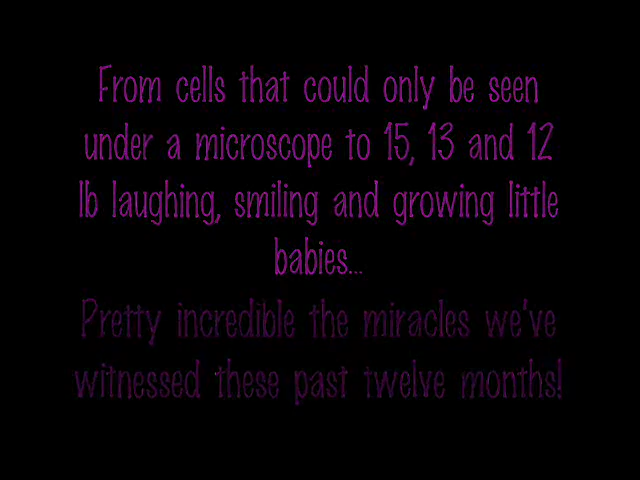 From cells that could only be seen
under a microscope to 15, 13 and 12
lb laughing, smiling and growing little
babies...
Pretty incredible the miracles we've
witnessed these past twelve months!